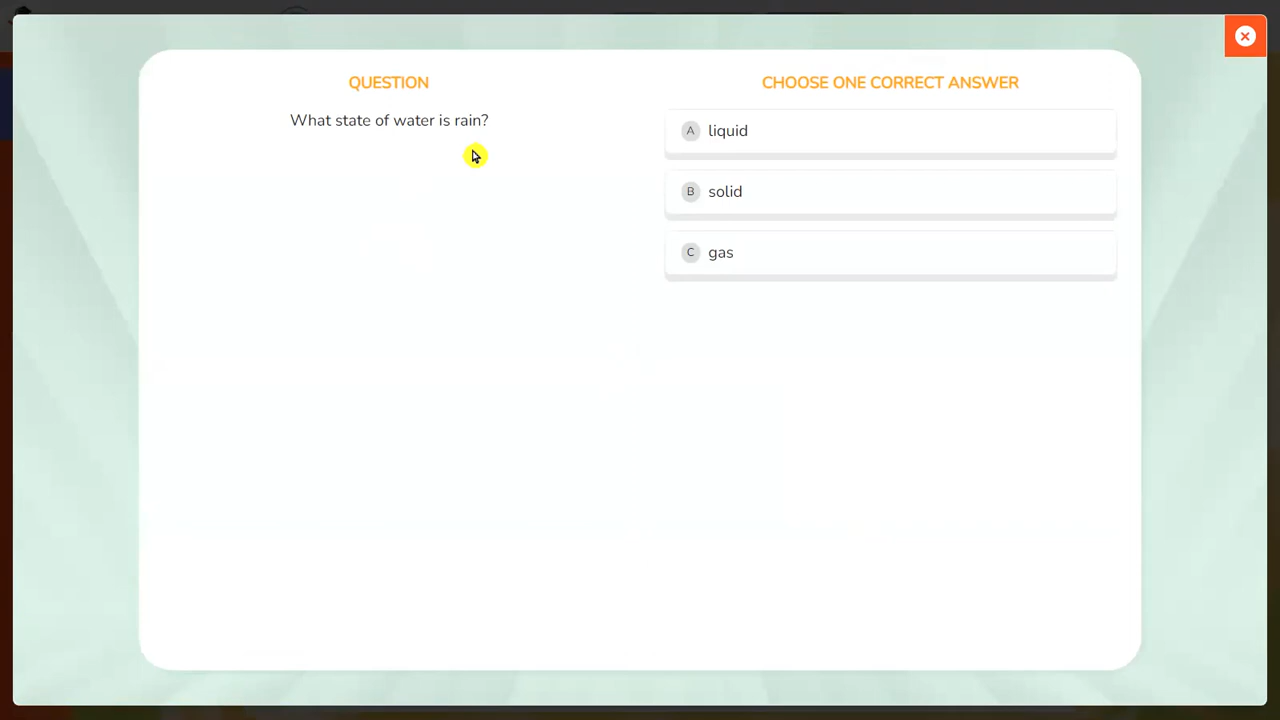 QUESTION
What state of water is rain?
CHOOSE ONE CORRECT ANSWER
A liquid
B solid
C gas